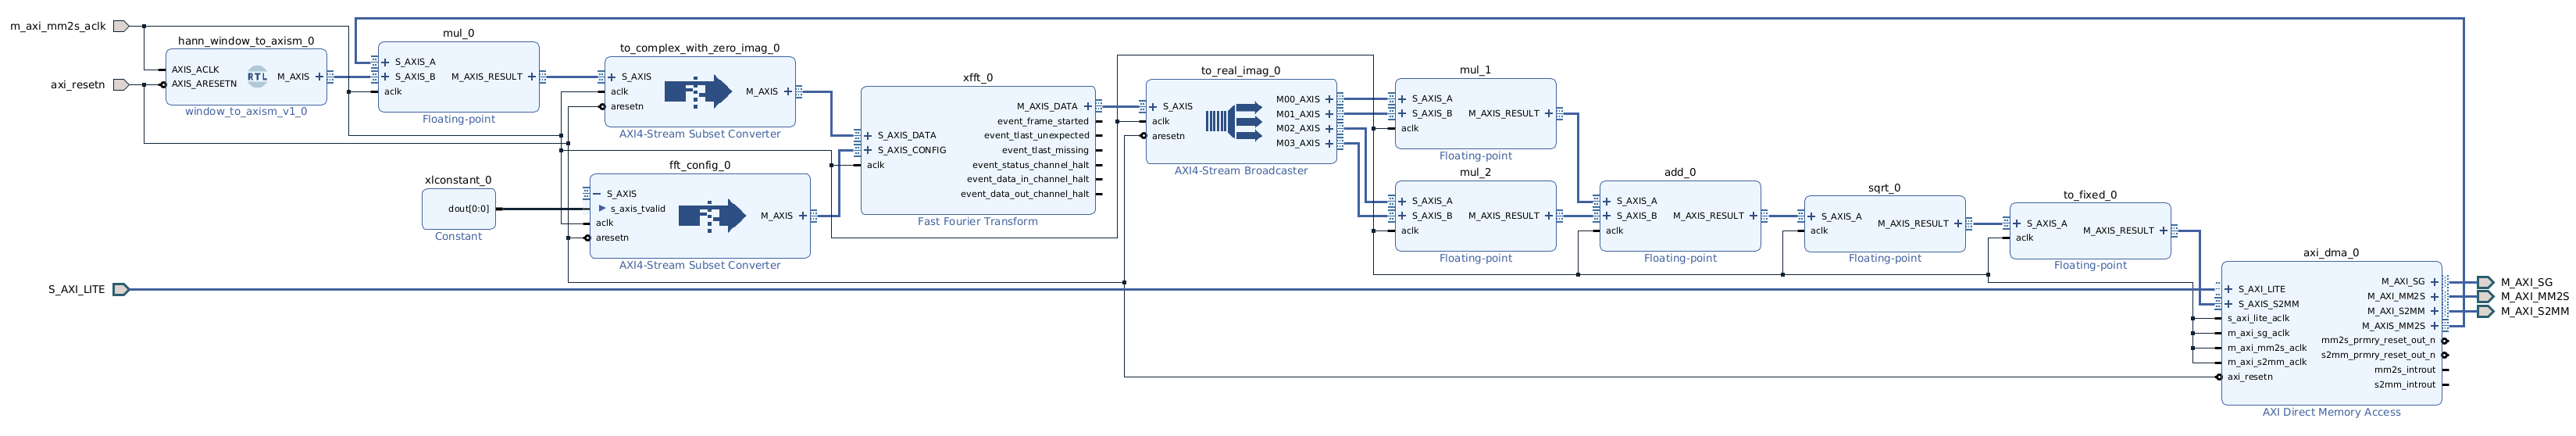 m_axi_mm2s_aclk
axi_resetn
S_AXI_LITE
hann_window_to_axism_0
AXIS_ACLK
AXIS_ARESETN
RTL
M_AXIS
window_to_axism_v1_0
mul_0
S_AXIS_A
S_AXIS_B
aclk
M_AXIS_RESULT
Floating-point
xlconstant_0
dout[0:0]
Constant
to_complex_with_zero_imag_0
S_AXIS
aclk
aresetn
M_AXIS
AXI4-Stream Subset Converter
fft_config_0
S_AXIS
s_axis_tvalid
aclk
aresetn
M_AXIS
AXI4-Stream Subset Converter
xfft_0
S_AXIS_DATA
S_AXIS_CONFIG
aclk
M_AXIS_DATA
event_frame_started
event_tlast_unexpected
event_tlast_missing
event_status_channel_halt
event_data_in_channel_halt
event_data_out_channel_halt
Fast Fourier Transform
to_real_imag_0
S_AXIS
aclk
aresetn
M00_AXIS
M01_AXIS
M02_AXIS
M03_AXIS
AXI4-Stream Broadcaster
mul_1
S_AXIS_A
S_AXIS_B
aclk
M_AXIS_RESULT
Floating-point
mul_2
S_AXIS_A
S_AXIS_B
aclk
M_AXIS_RESULT
Floating-point
add_0
S_AXIS_A
S_AXIS_B
aclk
M_AXIS_RESULT
Floating-point
sqrt_0
S_AXIS_A
aclk
M_AXIS_RESULT
Floating-point
to_fixed_0
S_AXIS_A
aclk
M_AXIS_RESULT
Floating-point
axi_dma_0
S_AXI_LITE
S_AXIS_S2MM
s_axi_lite_aclk
m_axi_sg_aclk
m_axi_mm2s_aclk
m_axi_s2mm_aclk
axi_resetn
M_AXI_SG
M_AXI_MM2S
M_AXI_S2MM
M_AXIS_MM2S
mm2s_prmry_reset_out_n
s2mm_prmry_reset_out_n
mm2s_introut
s2mm_introut
AXI Direct Memory Access
M_AXI_SG
M_AXI_MM2S
M_AXI_S2MM